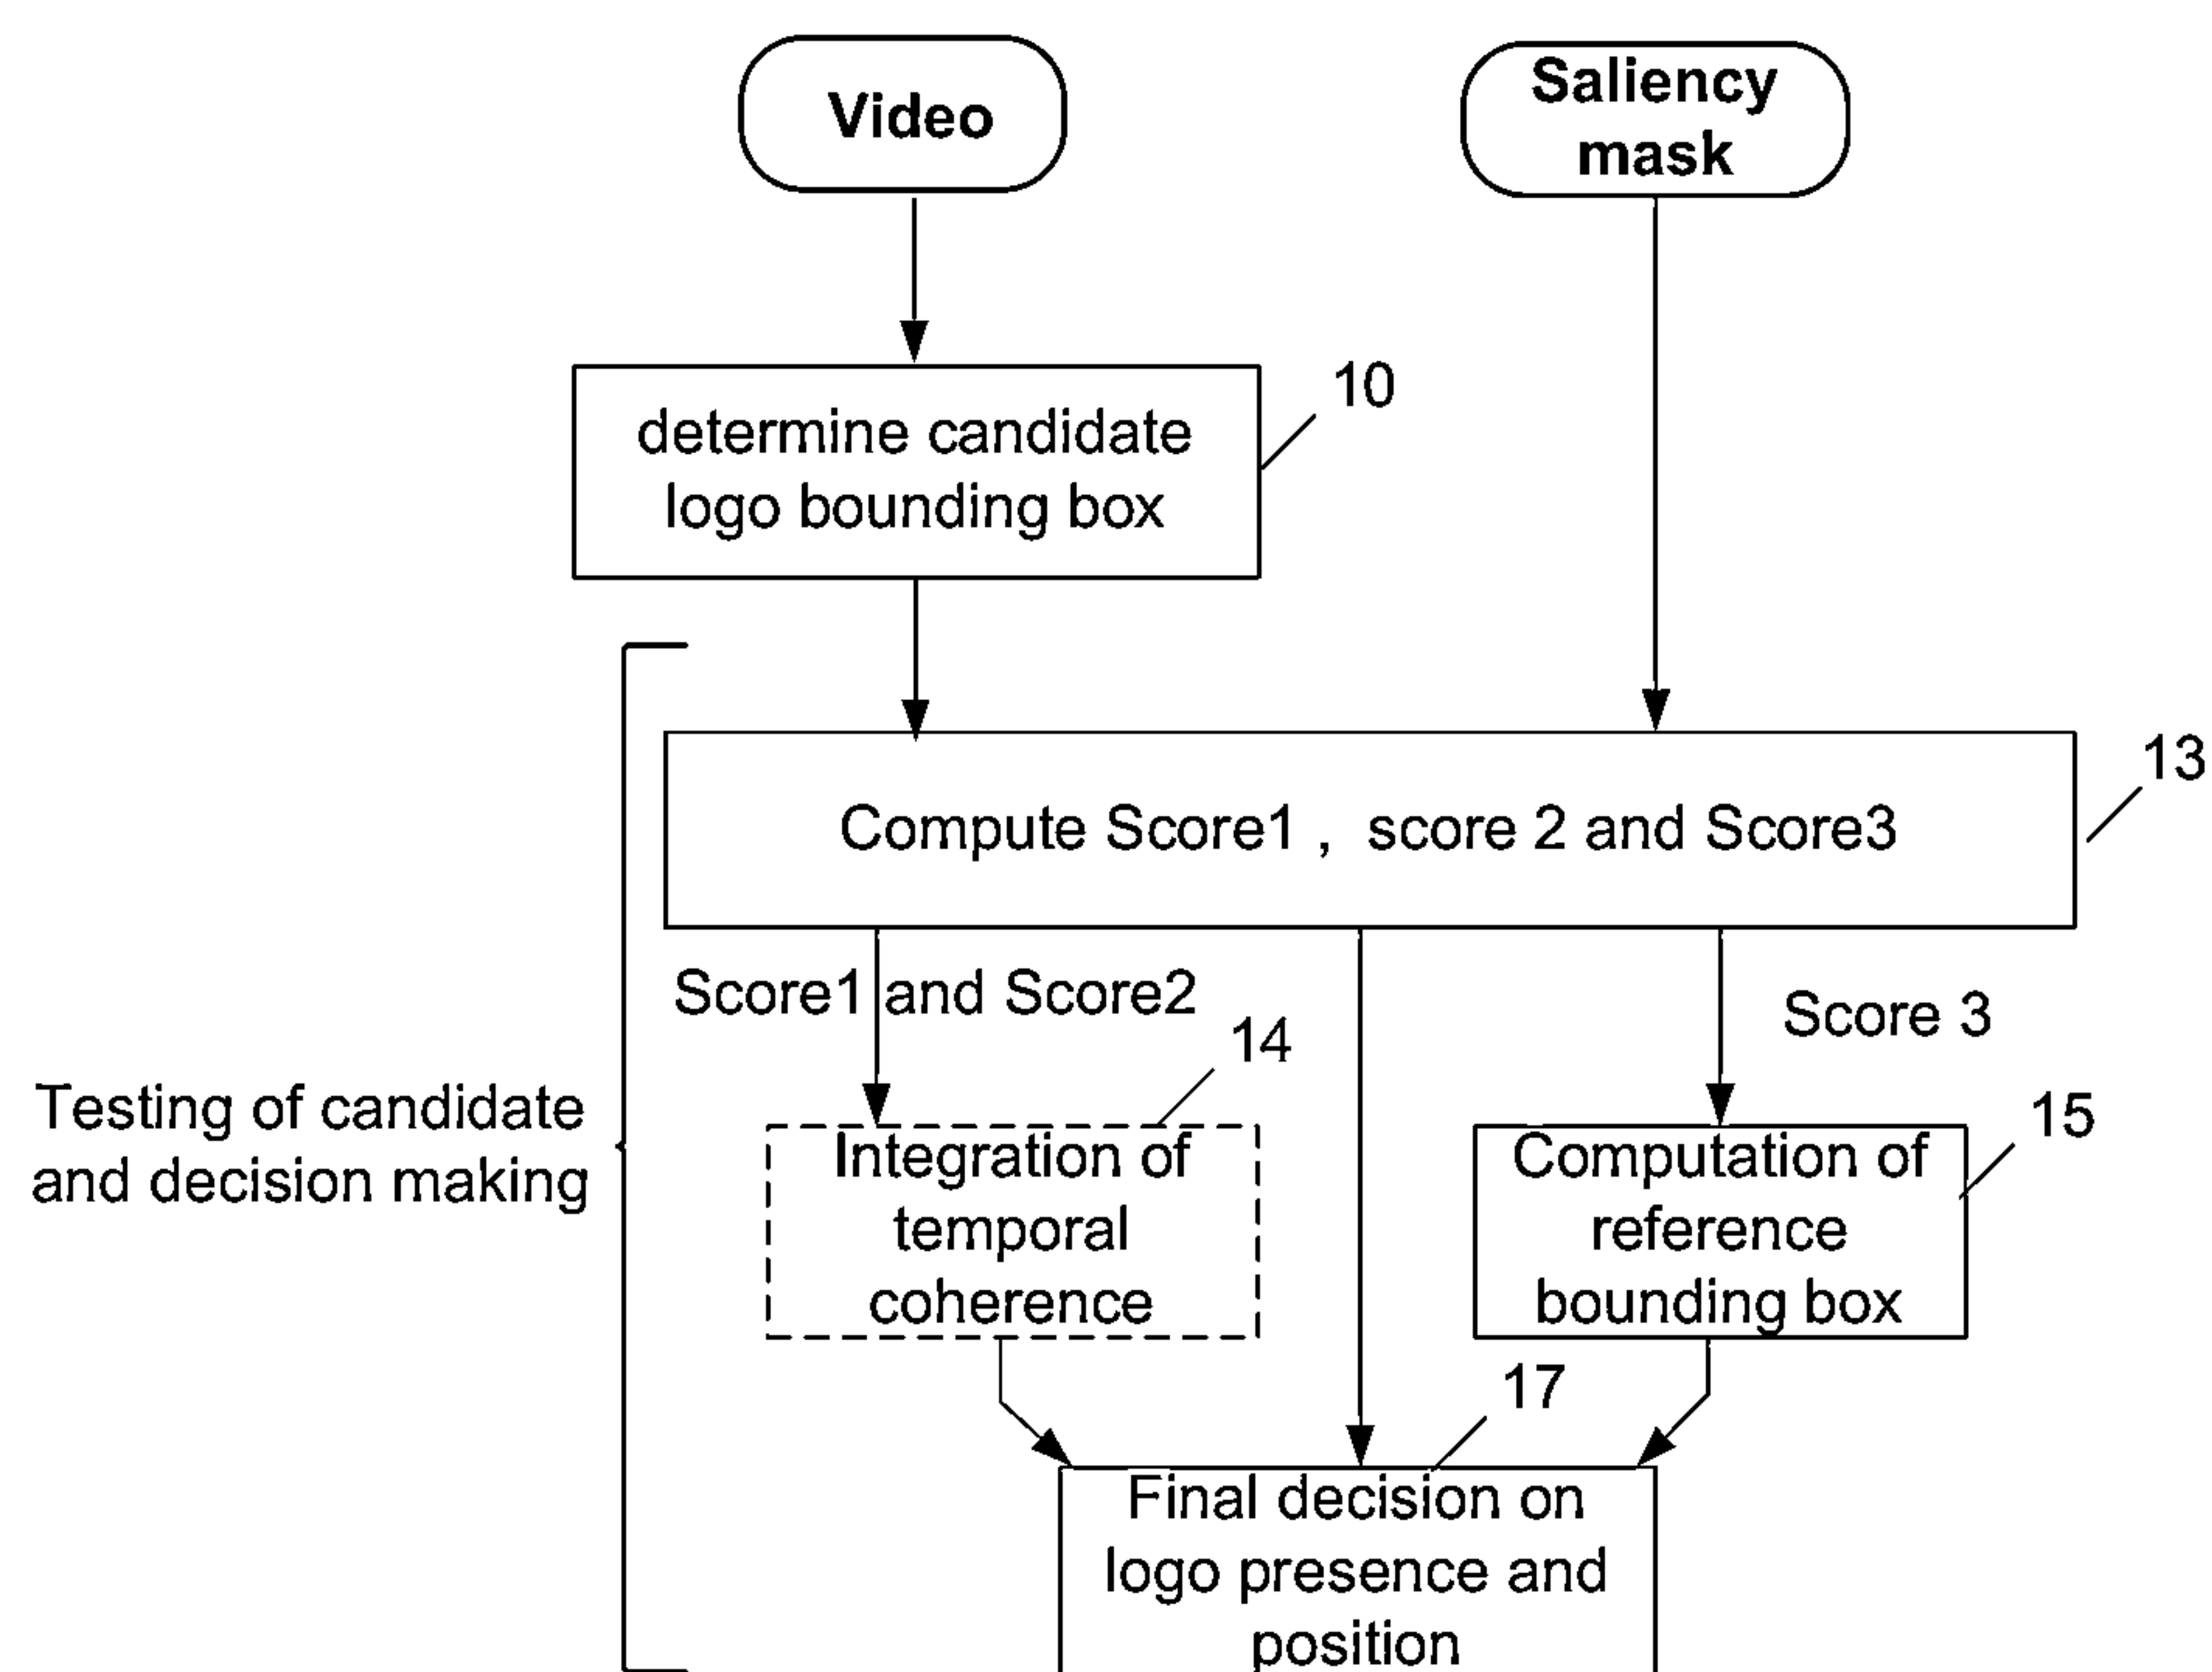 Video
Saliency
mask
10
determine candidate
logo bounding box
13
Compute Score1 , score 2 and Score3
Score1 and Score2
Score 3
14
15
Testing of candidate
and decision making
Integration of
temporal
coherence
Computation of
reference
bounding box
17
Final decision on
logo presence and
position